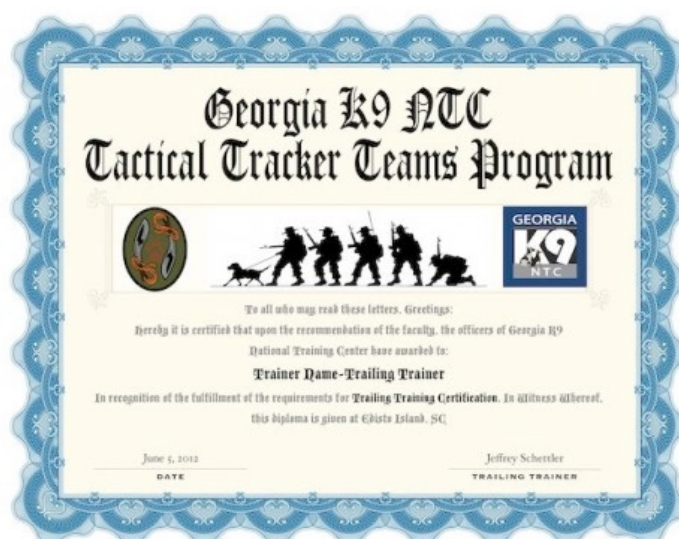 Georgia K9 NTC
Tactical Tracker Teams Program
GEORGIA
K9
NTC
To all who may read these letters, Greetings:
Hereby it is certified that upon the recommendation of the faculty, the officers of Georgia K9
National Training Center have awarded to:
Trainer Name-Trailing Trainer
In recognition of the fulfillment of the requirements for Trailing Training Certification. In Witness Whereof,
this diploma is given at Edisto Island, SC
June 5, 2012
Jeffrey Schettler
DATE
TRAILING TRAINER